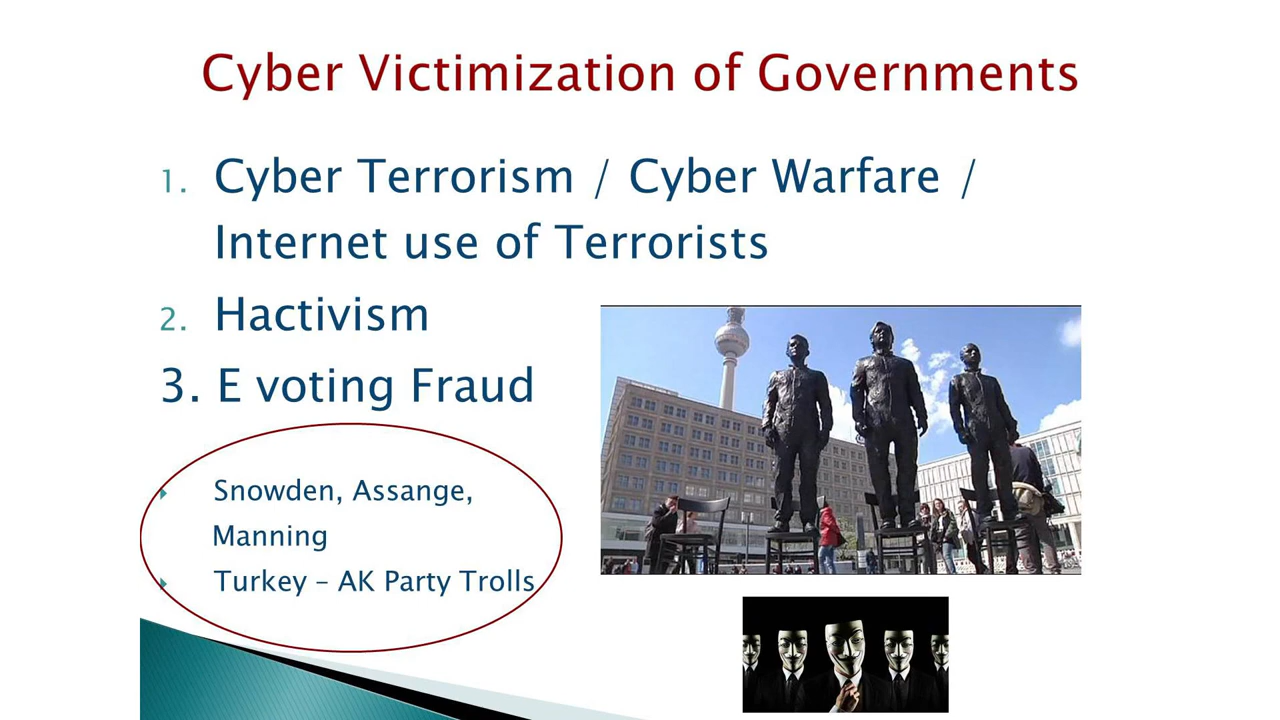 Cyber Victimization of Governments
1. Cyber Terrorism / Cyber Warfare /
Internet use of Terrorists
2. Hactivism
3. E voting Fraud
Snowden, Assange,
Manning
Turkey – AK Party Trolls